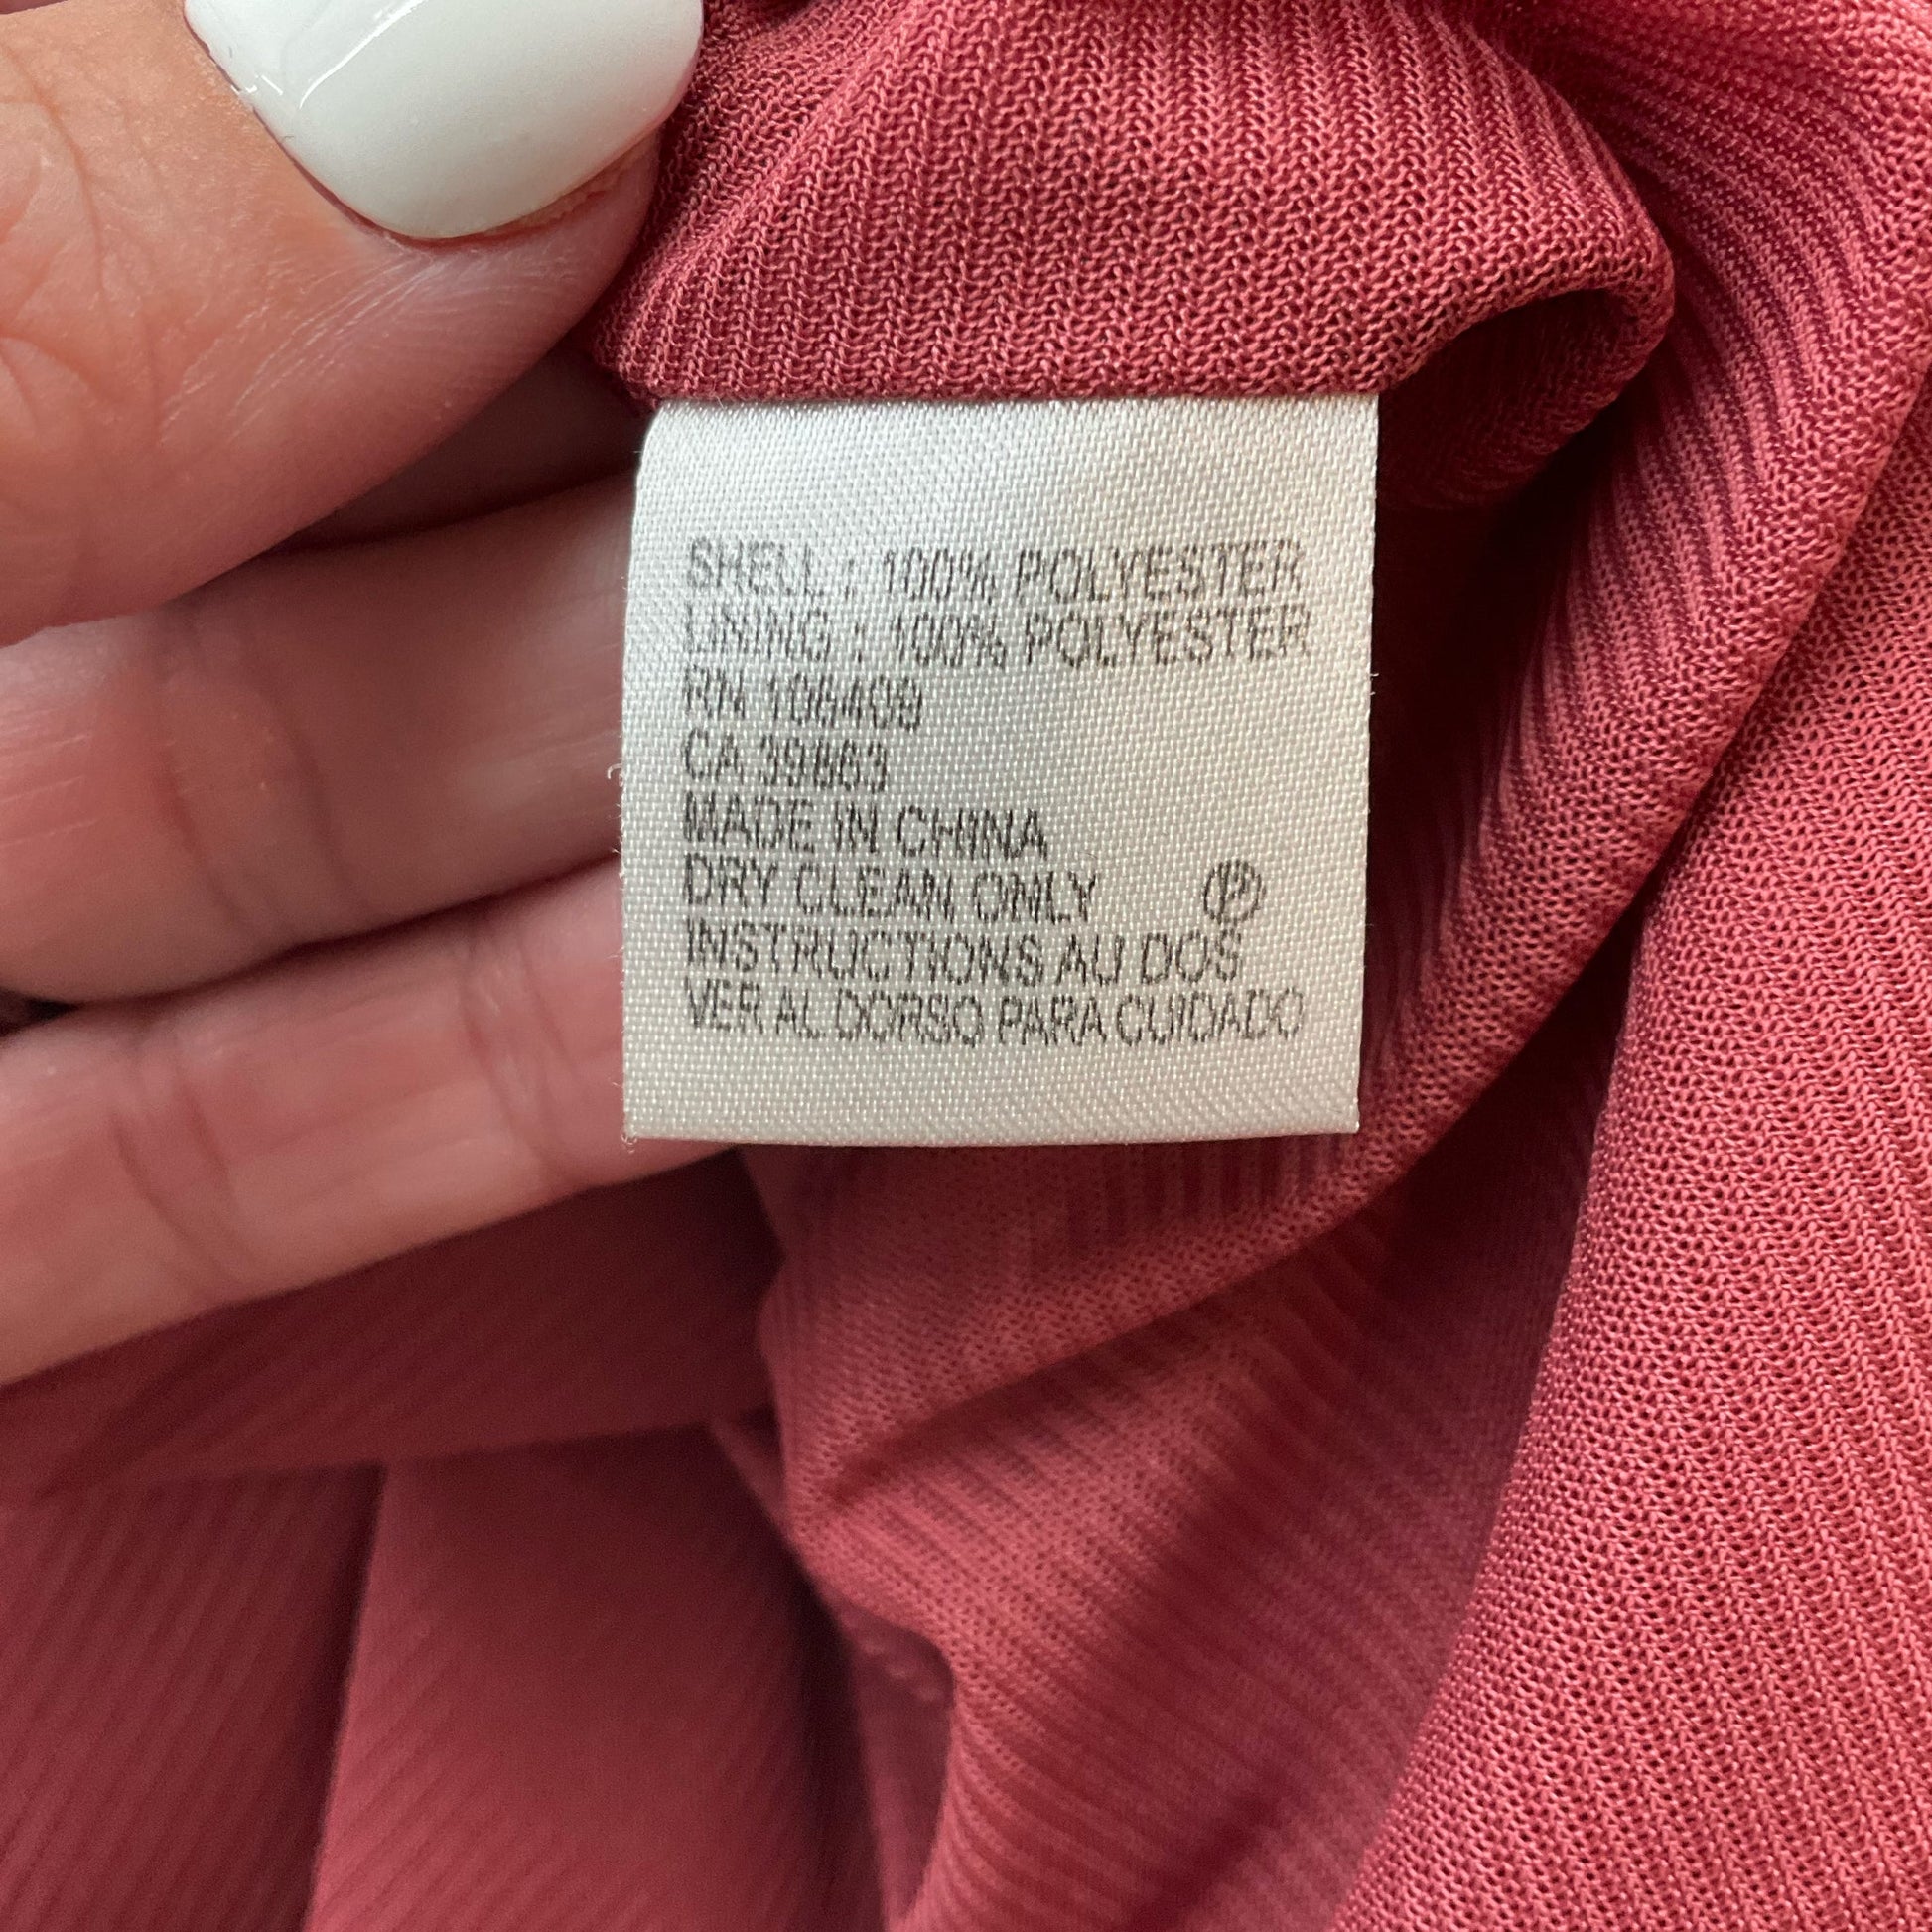 SHELL : 100% POLYESTER
LINING : 100% POLYESTER
RN 106409
CA 39863
MADE IN CHINA
DRY CLEAN ONLY Ⓟ
INSTRUCTIONS AU DOS
VER AL DORSO PARA CUIDADO